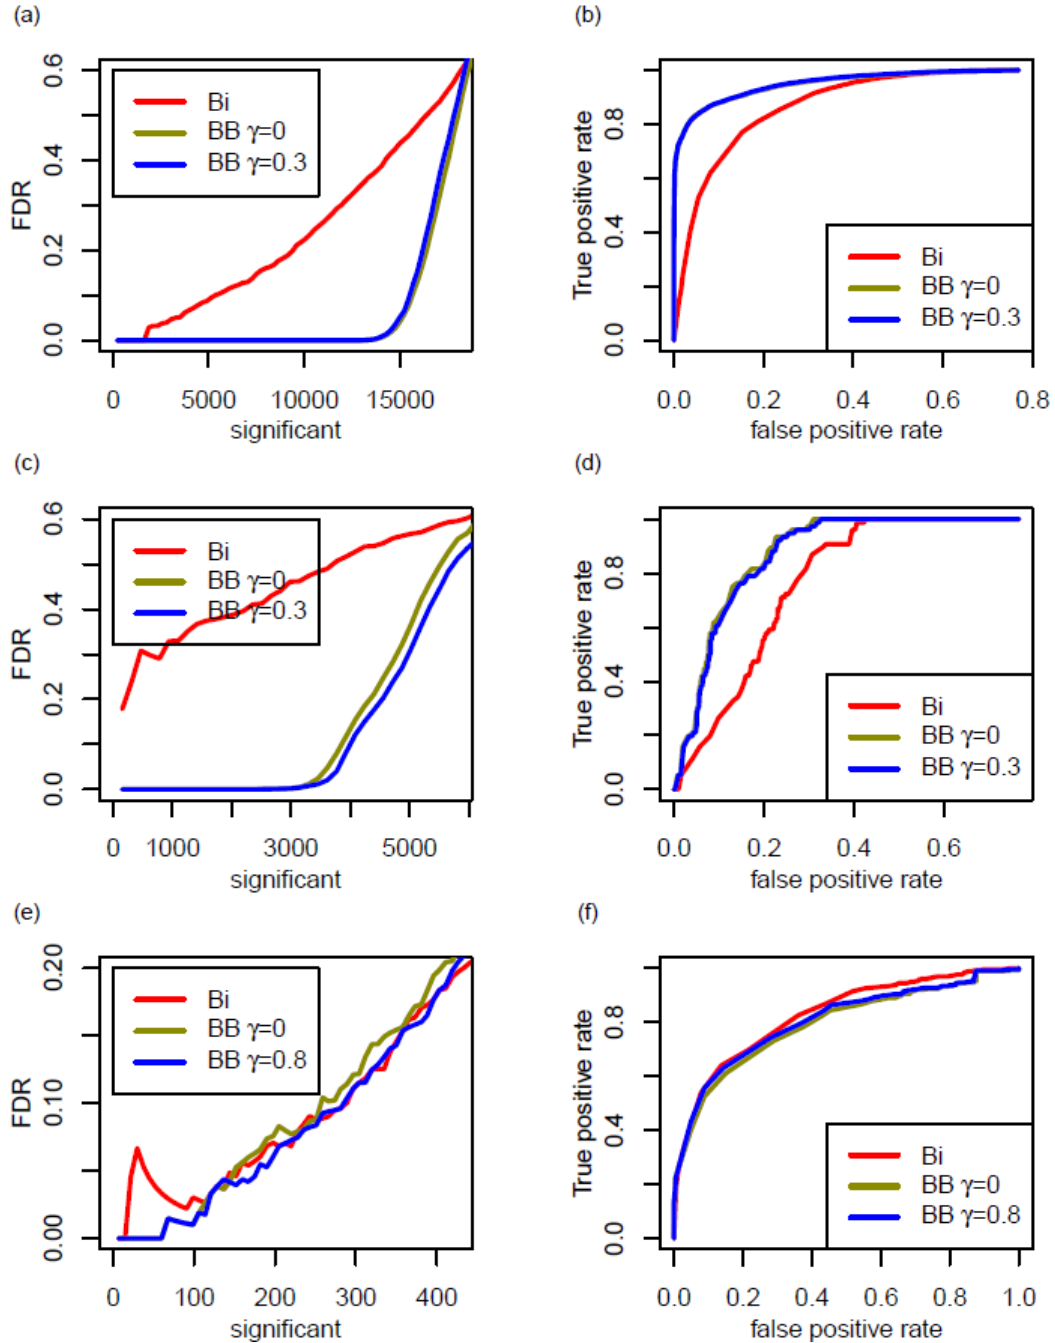 (a)
FDR
0.0 0.2 0.4 0.6
Bi
BB γ=0
BB γ=0.3
0 5000 10000 15000
significant
(b)
True positive rate
0.0 0.4 0.8
Bi
BB γ=0
BB γ=0.3
0.0 0.2 0.4 0.6 0.8
false positive rate
(c)
FDR
0.0 0.2 0.4 0.6
Bi
BB γ=0
BB γ=0.3
0 1000 3000 5000
significant
(d)
True positive rate
0.0 0.4 0.8
Bi
BB γ=0
BB γ=0.3
0.0 0.2 0.4 0.6
false positive rate
(e)
FDR
0.00 0.10 0.20
Bi
BB γ=0
BB γ=0.8
0 100 200 300 400
significant
(f)
True positive rate
0.0 0.4 0.8
Bi
BB γ=0
BB γ=0.8
0.0 0.2 0.4 0.6 0.8 1.0
false positive rate